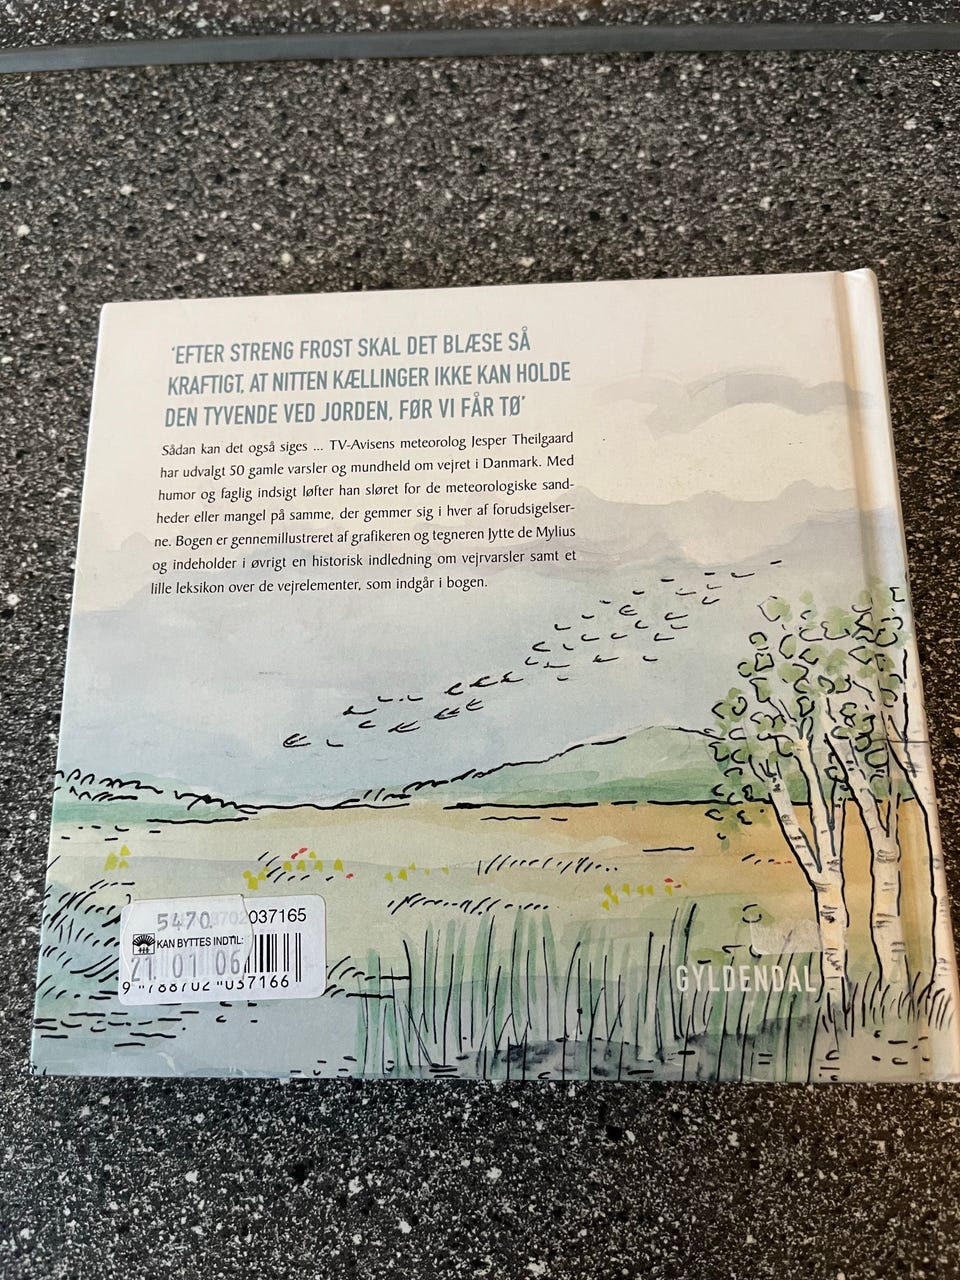 'EFTER STRENG FROST SKAL DET BLÆSE SÅ
KRAFTIGT, AT NITTEN KÆLLINGER IKKE KAN HOLDE
DEN TYVENDE VED JORDEN, FØR VI FÅR TØ'
Sådan kan det også siges ... TV-Avisens meteorolog Jesper Theilgaard
har udvalgt 50 gamle varsler og mundheld om vejret i Danmark. Med
humor og faglig indsigt løfter han sløret for de meteorologiske sand-
heder eller mangel på samme, der gemmer sig i hver af forudsigelser-
ne. Bogen er gennemillustreret af grafikeren og tegneren Jytte de Mylius
og indeholder i øvrigt en historisk indledning om vejrvarsler samt et
lille leksikon over de vejrelementer, som indgår i bogen.
5470
702037165
KAN BYTTES INDTIL:
21 01 06
9 788702 037166
GYLDENDAL